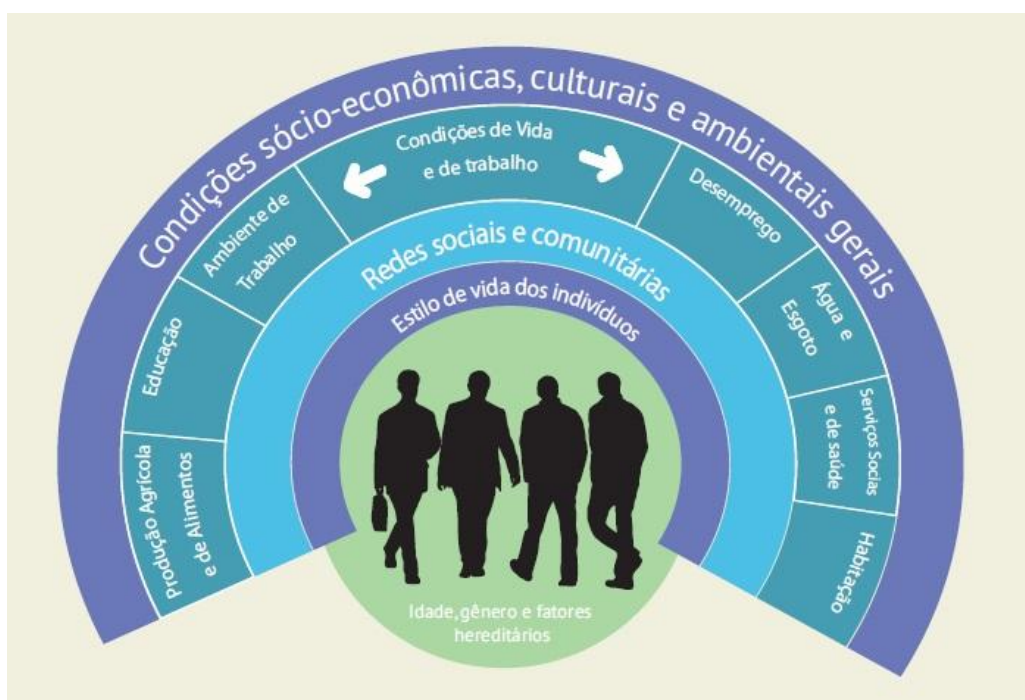 Condições sócio-econômicas, culturais e ambientais gerais
Condições de Vida
e de trabalho
Ambiente de
Trabalho
Educação
Produção Agrícola
e de Alimentos
Desemprego
Água e
Esgoto
Serviços Socias
e de saúde
Habitação
Redes sociais e comunitárias
Estilo de vida dos indivíduos
Idade, gênero e fatores
hereditários